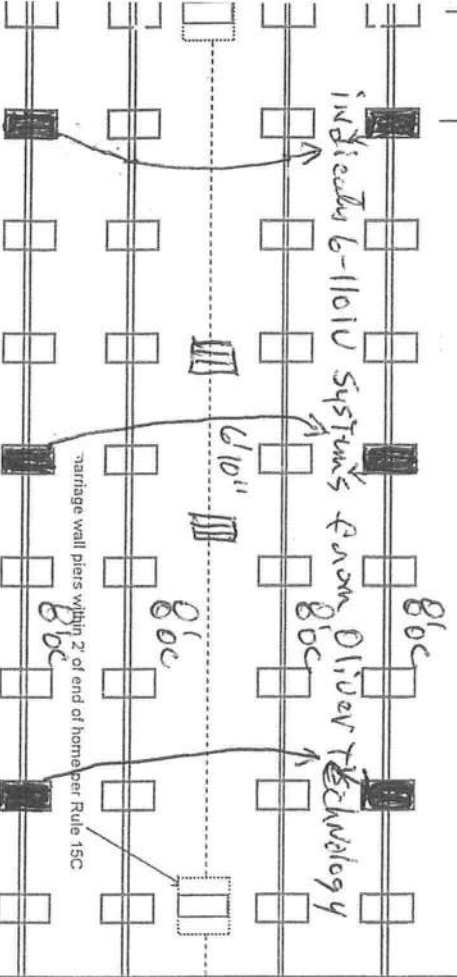 indicates 6-1101V systems from Oliver Technology
8' oc
8' oc
6'10"
8' oc
8' oc
marriage wall piers within 2' of end of home per Rule 15C